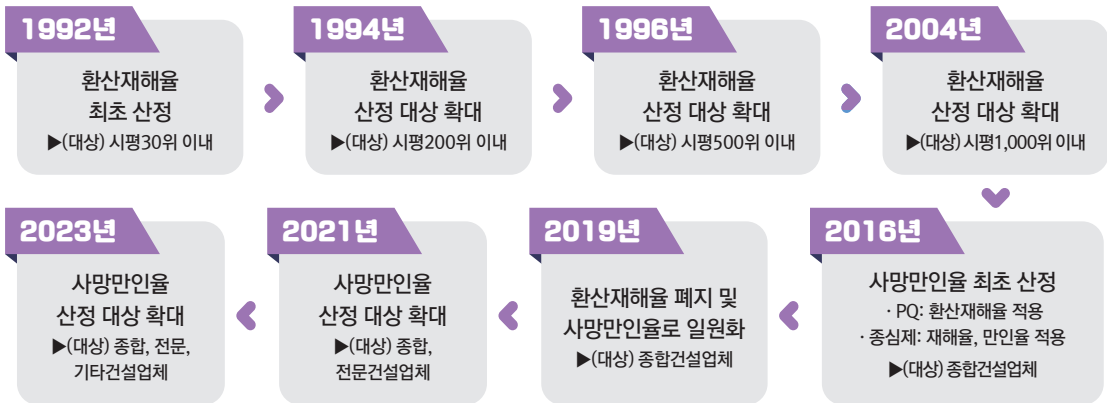 1992년
환산재해율
최초 산정
▶(대상) 시평30위 이내
1994년
환산재해율
산정 대상 확대
▶(대상) 시평200위 이내
1996년
환산재해율
산정 대상 확대
▶(대상) 시평500위 이내
2004년
환산재해율
산정 대상 확대
▶(대상) 시평1,000위 이내
2016년
사망만인율 최초 산정
· PQ: 환산재해율 적용
· 종심제: 재해율, 만인율 적용
▶(대상) 종합건설업체
2019년
환산재해율 폐지 및
사망만인율로 일원화
▶(대상) 종합건설업체
2021년
사망만인율
산정 대상 확대
▶(대상) 종합,
전문건설업체
2023년
사망만인율
산정 대상 확대
▶(대상) 종합, 전문,
기타건설업체